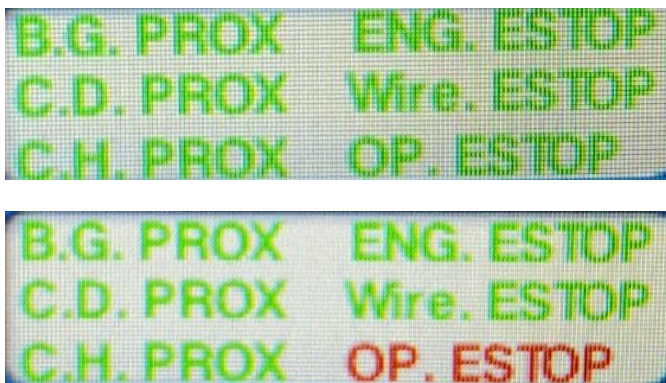 B.G. PROX ENG. ESTOP
C.D. PROX Wire. ESTOP
C.H. PROX OP. ESTOP
B.G. PROX ENG. ESTOP
C.D. PROX Wire. ESTOP
C.H. PROX OP. ESTOP